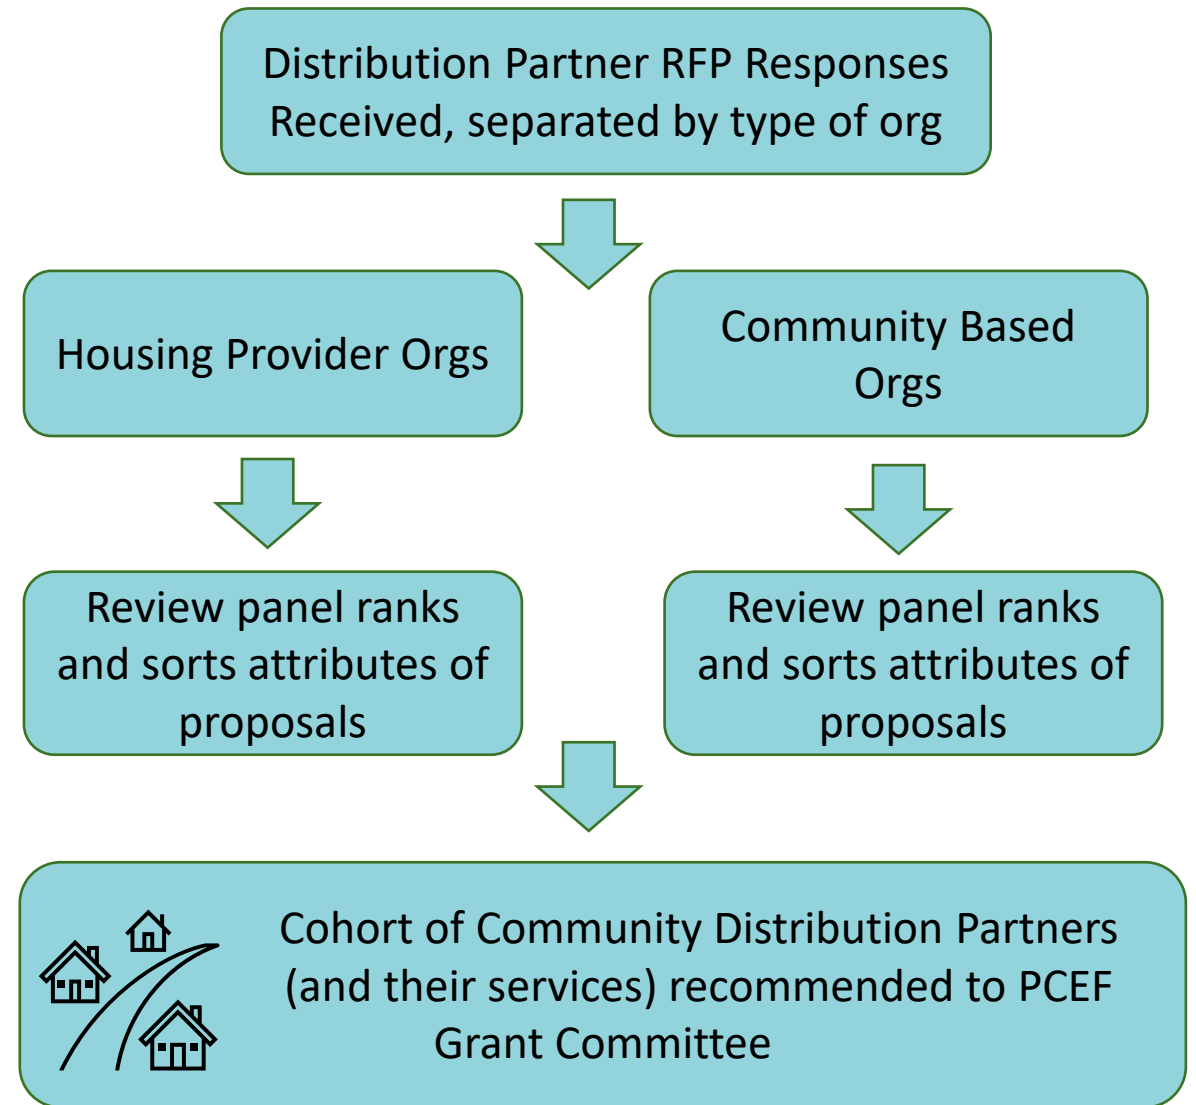 Distribution Partner RFP Responses
Received, separated by type of org
Housing Provider Orgs
Community Based
Orgs
Review panel ranks
and sorts attributes of
proposals
Review panel ranks
and sorts attributes of
proposals
Cohort of Community Distribution Partners
(and their services) recommended to PCEF
Grant Committee